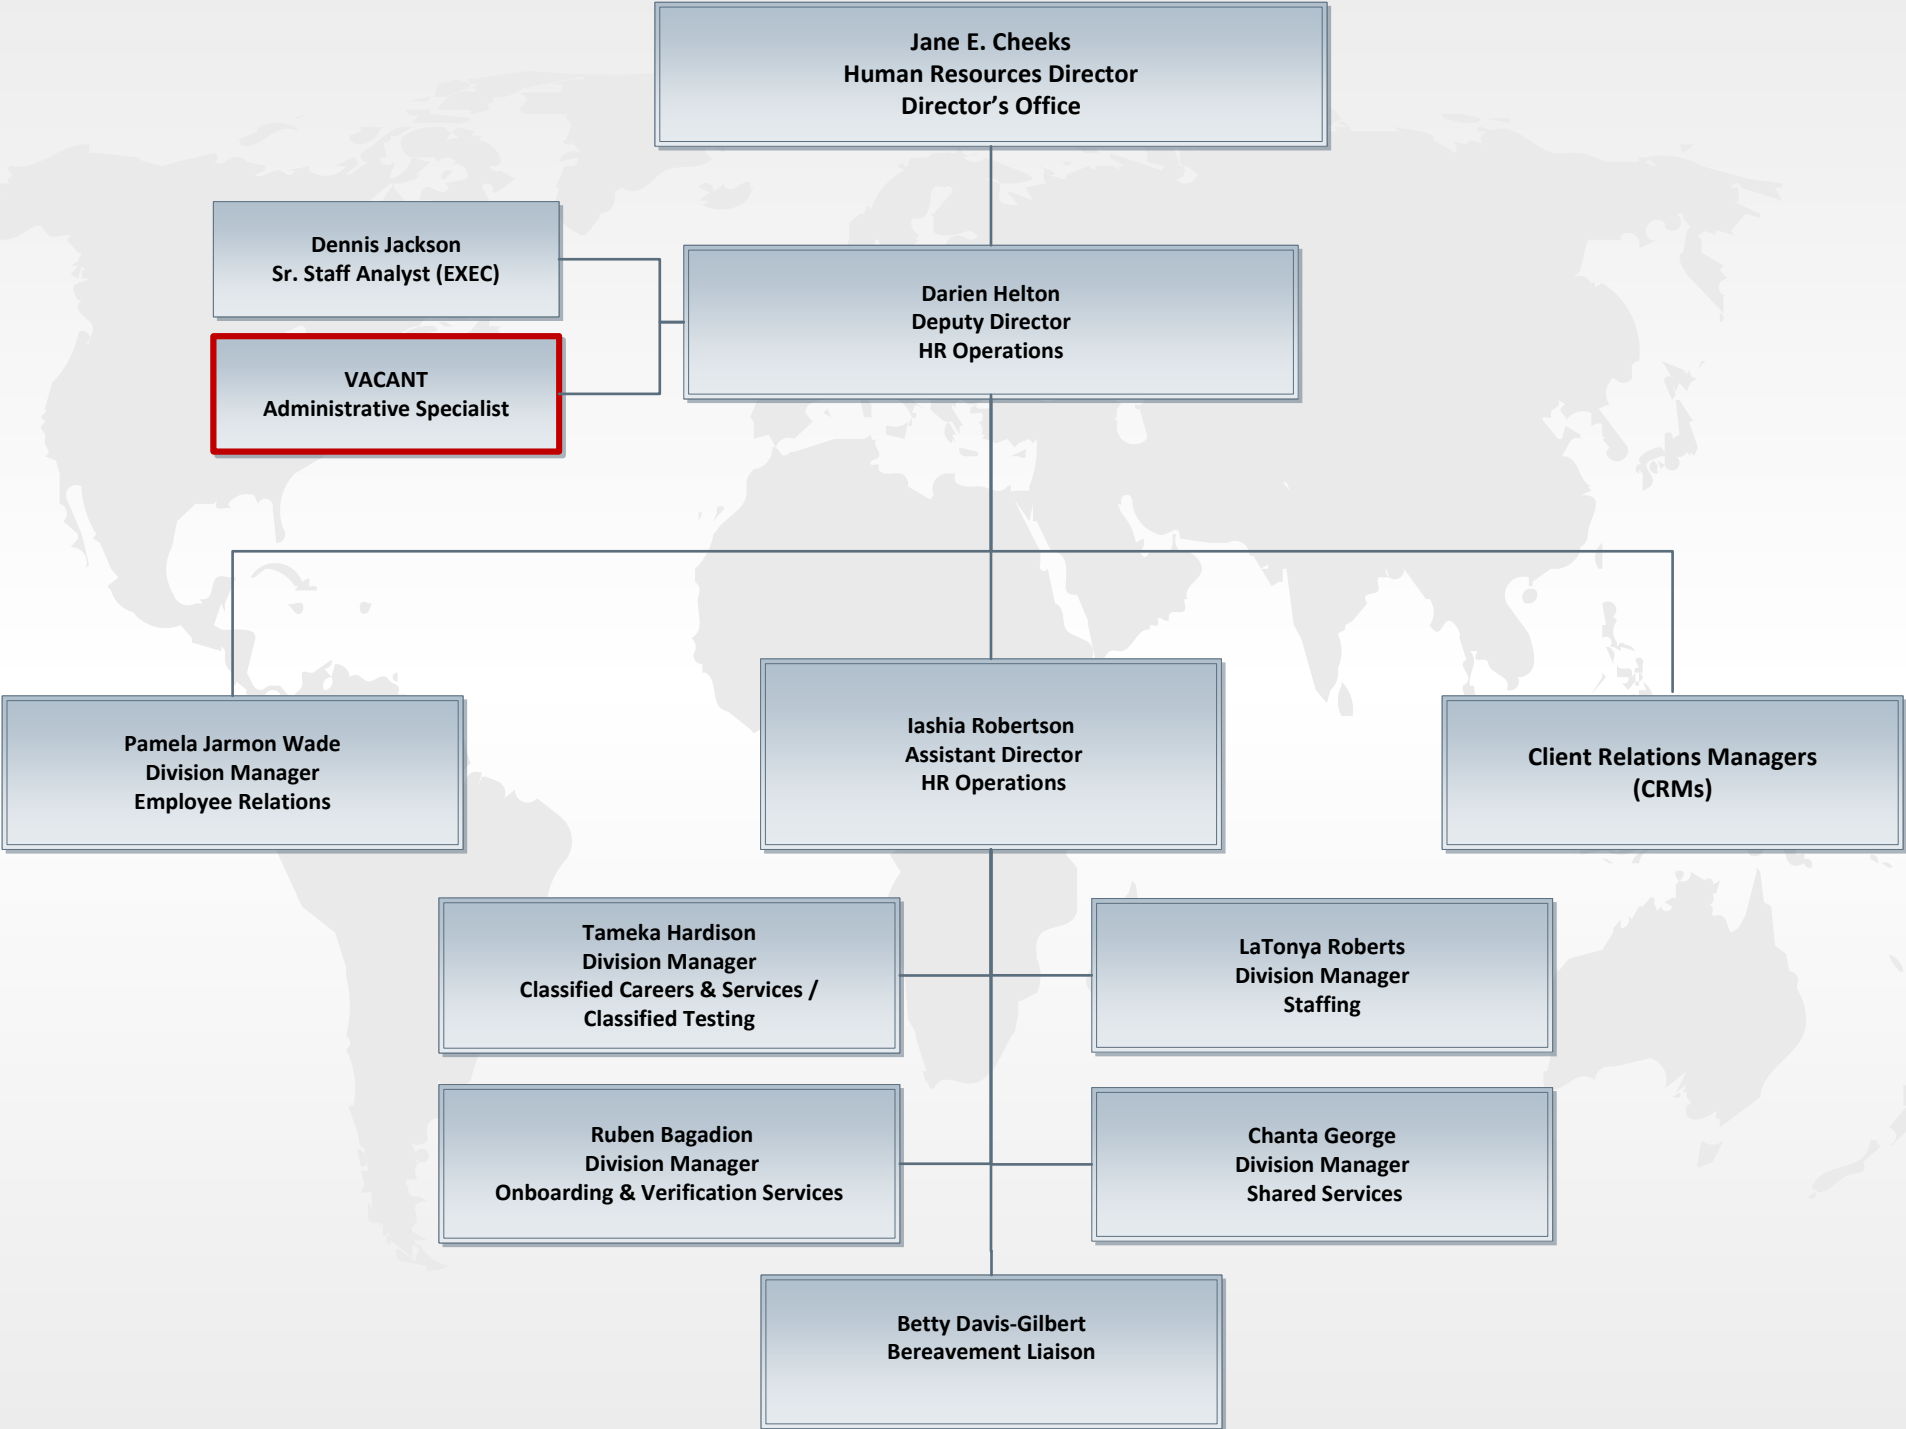 Jane E. Cheeks
Human Resources Director
Director’s Office
Dennis Jackson
Sr. Staff Analyst (EXEC)
Darien Helton
Deputy Director
HR Operations
VACANT
Administrative Specialist
Pamela Jarmon Wade
Division Manager
Employee Relations
Iashia Robertson
Assistant Director
HR Operations
Client Relations Managers
(CRMs)
Tameka Hardison
Division Manager
Classified Careers & Services /
Classified Testing
LaTonya Roberts
Division Manager
Staffing
Ruben Bagadion
Division Manager
Onboarding & Verification Services
Chanta George
Division Manager
Shared Services
Betty Davis-Gilbert
Bereavement Liaison